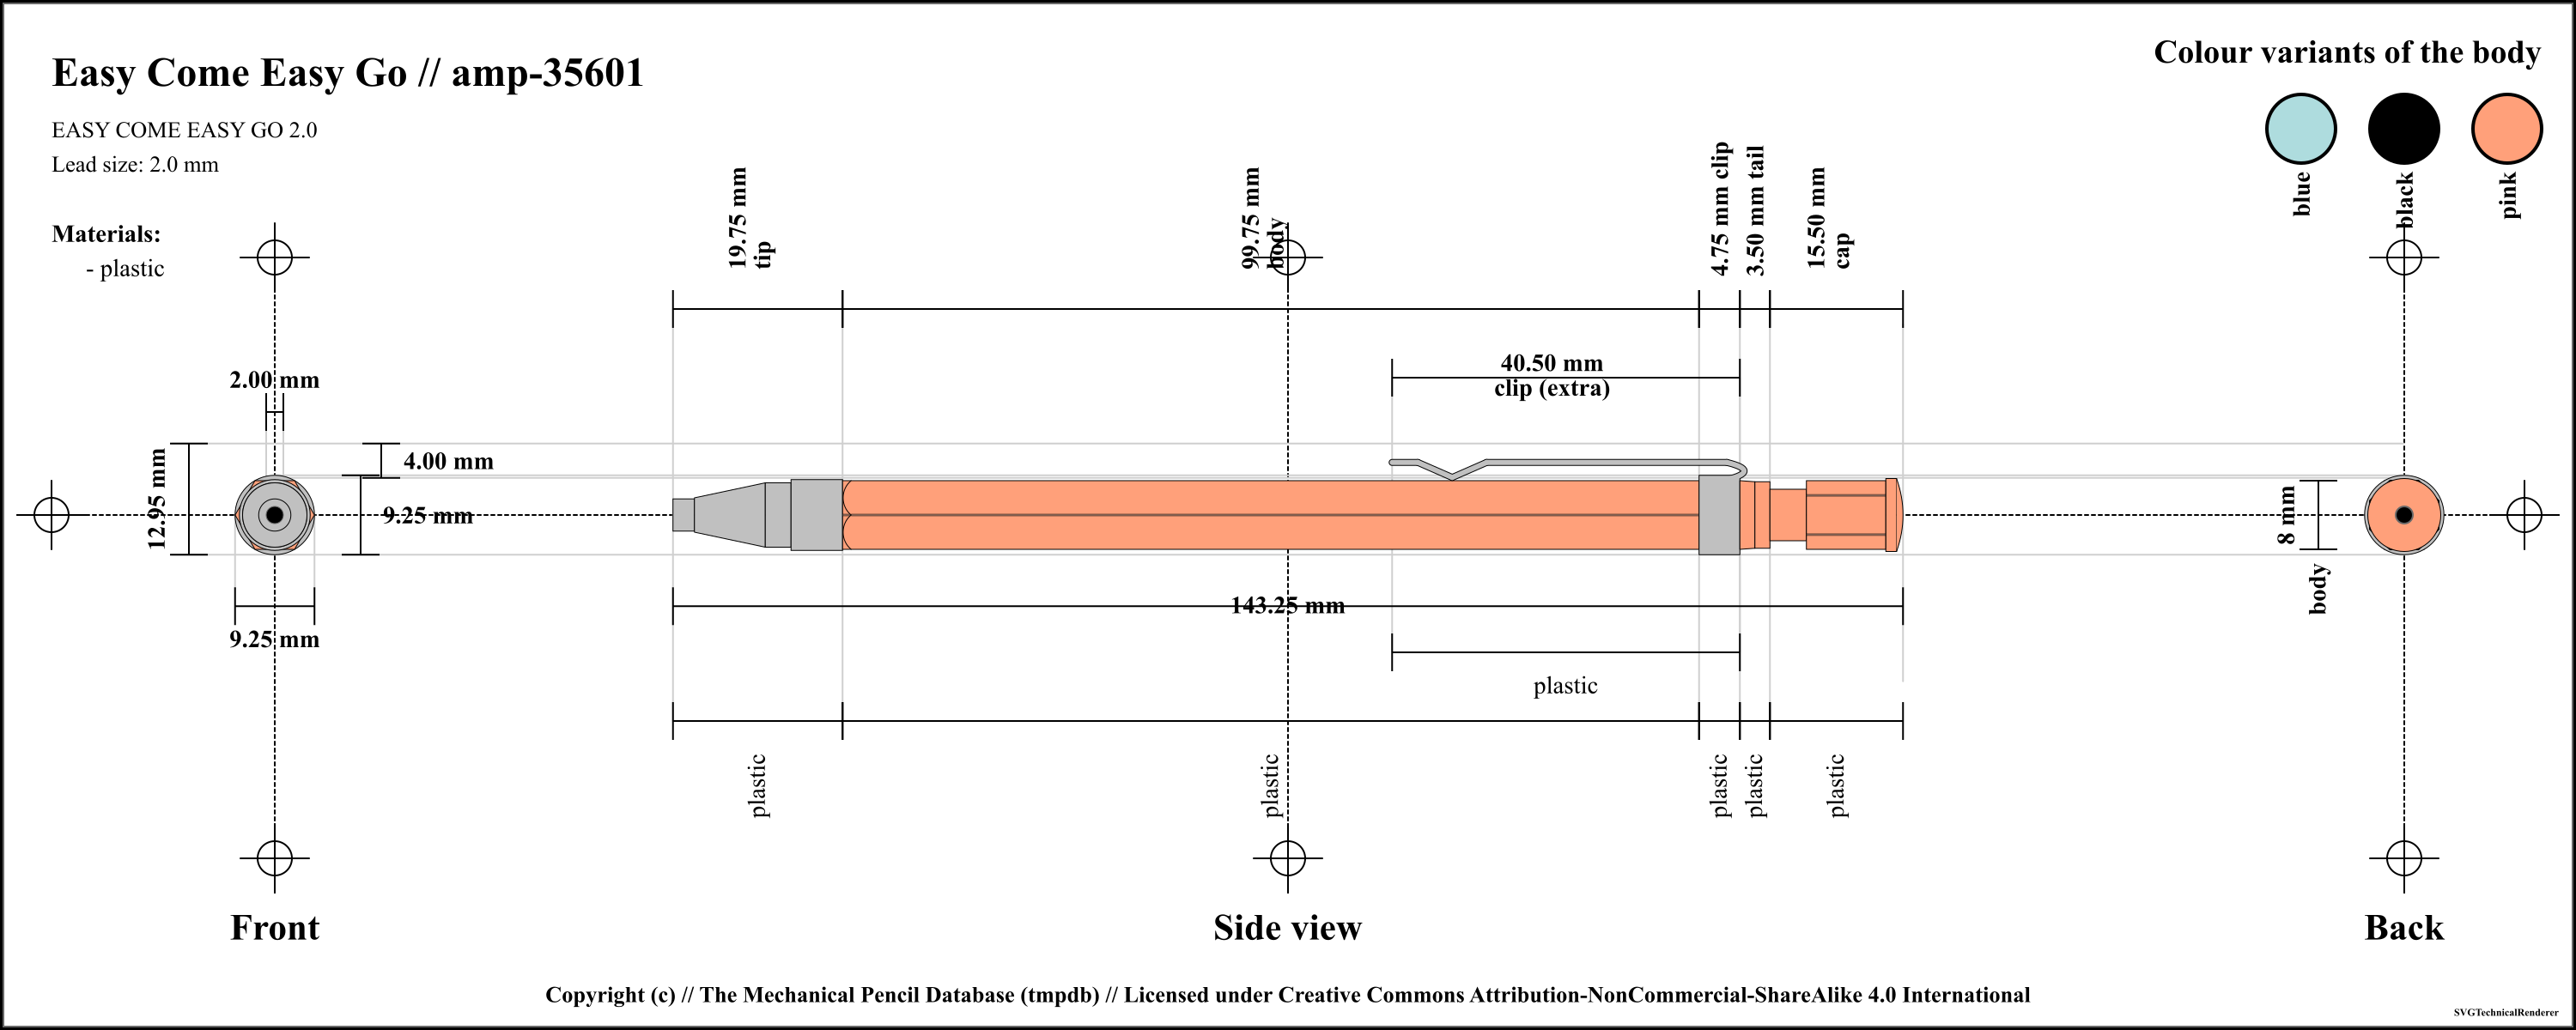 Easy Come Easy Go // amp-35601
EASY COME EASY GO 2.0
Lead size: 2.0 mm
Materials:
- plastic
Colour variants of the body
blue
black
pink
19.75 mm
tip
99.75 mm
body
4.75 mm clip
3.50 mm tail
15.50 mm
cap
40.50 mm
clip (extra)
2.00 mm
4.00 mm
12.95 mm
9.25 mm
9.25 mm
8 mm
body
143.25 mm
plastic
plastic
plastic
plastic
plastic
plastic
Front
Side view
Back
Copyright (c) // The Mechanical Pencil Database (tmpdb) // Licensed under Creative Commons Attribution-NonCommercial-ShareAlike 4.0 International
SVGTechnicalRenderer